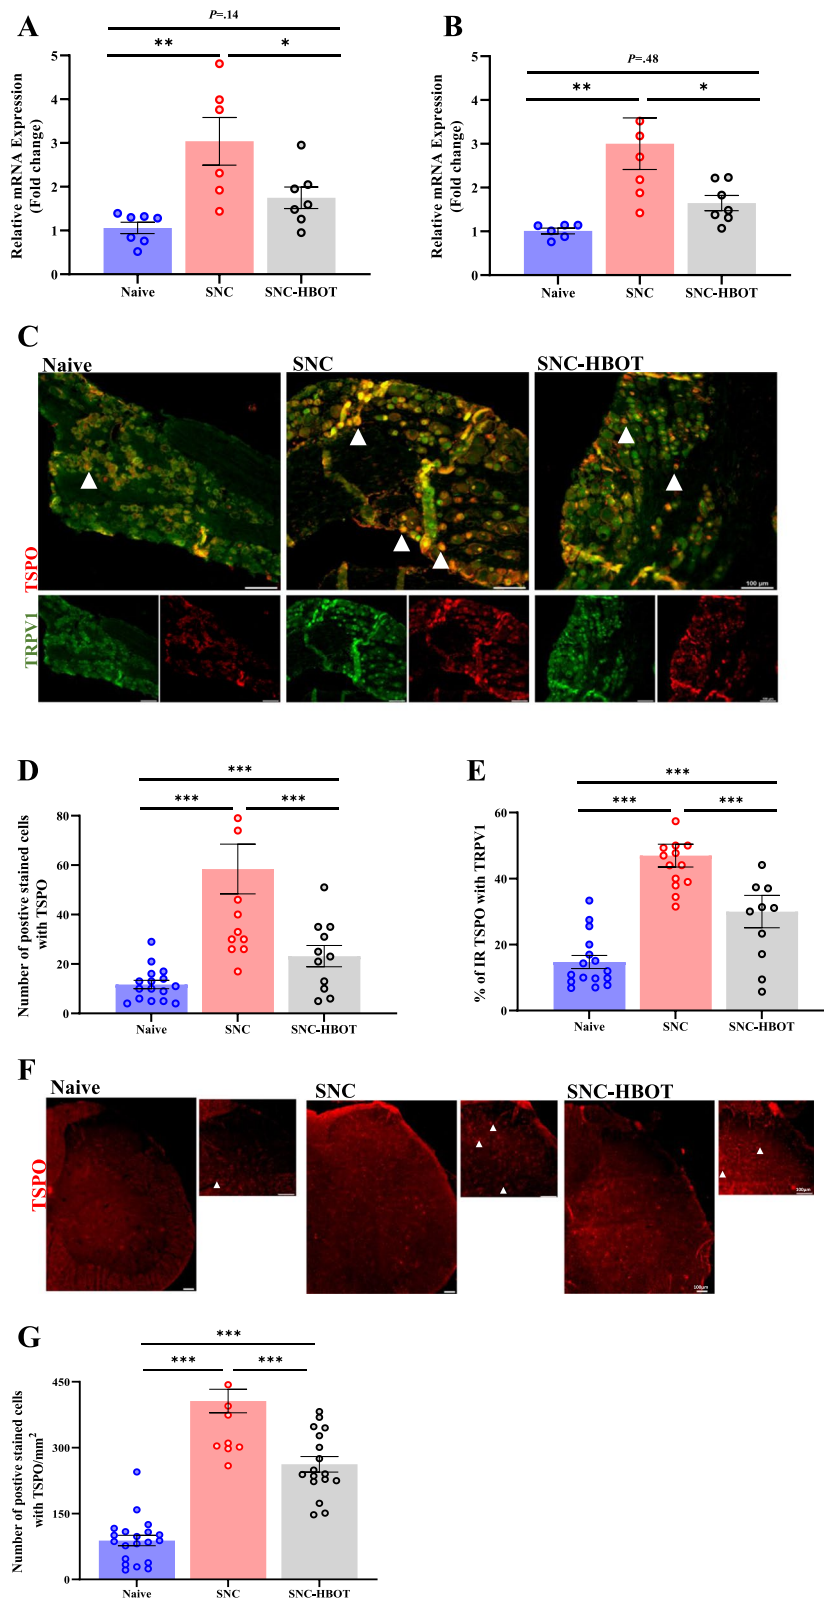 A
P=.14
**
*
Relative mRNA Expression
(Fold change)
5
4
3
2
1
0
Naive
SNC
SNC-HBOT
B
P=.48
**
*
Relative mRNA Expression
(Fold change)
5
4
3
2
1
0
Naive
SNC
SNC-HBOT
C
Naive
SNC
SNC-HBOT
TSPO
100 µm
TRPV1
D
***
***
***
Number of postive stained cells
with TSPO
80
60
40
20
0
Naive
SNC
SNC-HBOT
E
***
***
***
% of IR TSPO with TRPV1
60
40
20
0
Naive
SNC
SNC-HBOT
F
Naive
SNC
SNC-HBOT
TSPO
100µm
100µm
G
***
***
***
Number of postive stained cells
with TSPO/mm²
450
300
150
0
Naive
SNC
SNC-HBOT